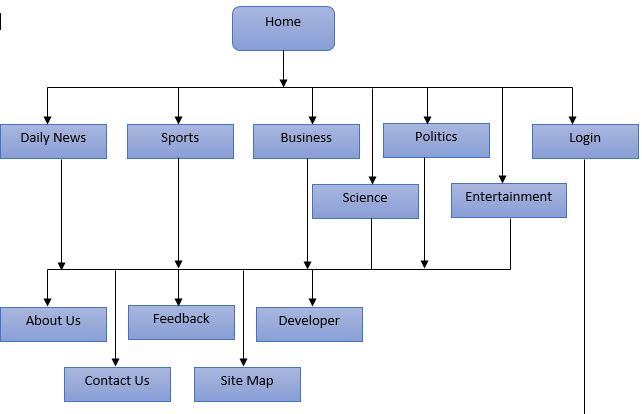 Home
Daily News
Sports
Business
Politics
Login
Science
Entertainment
About Us
Feedback
Developer
Contact Us
Site Map